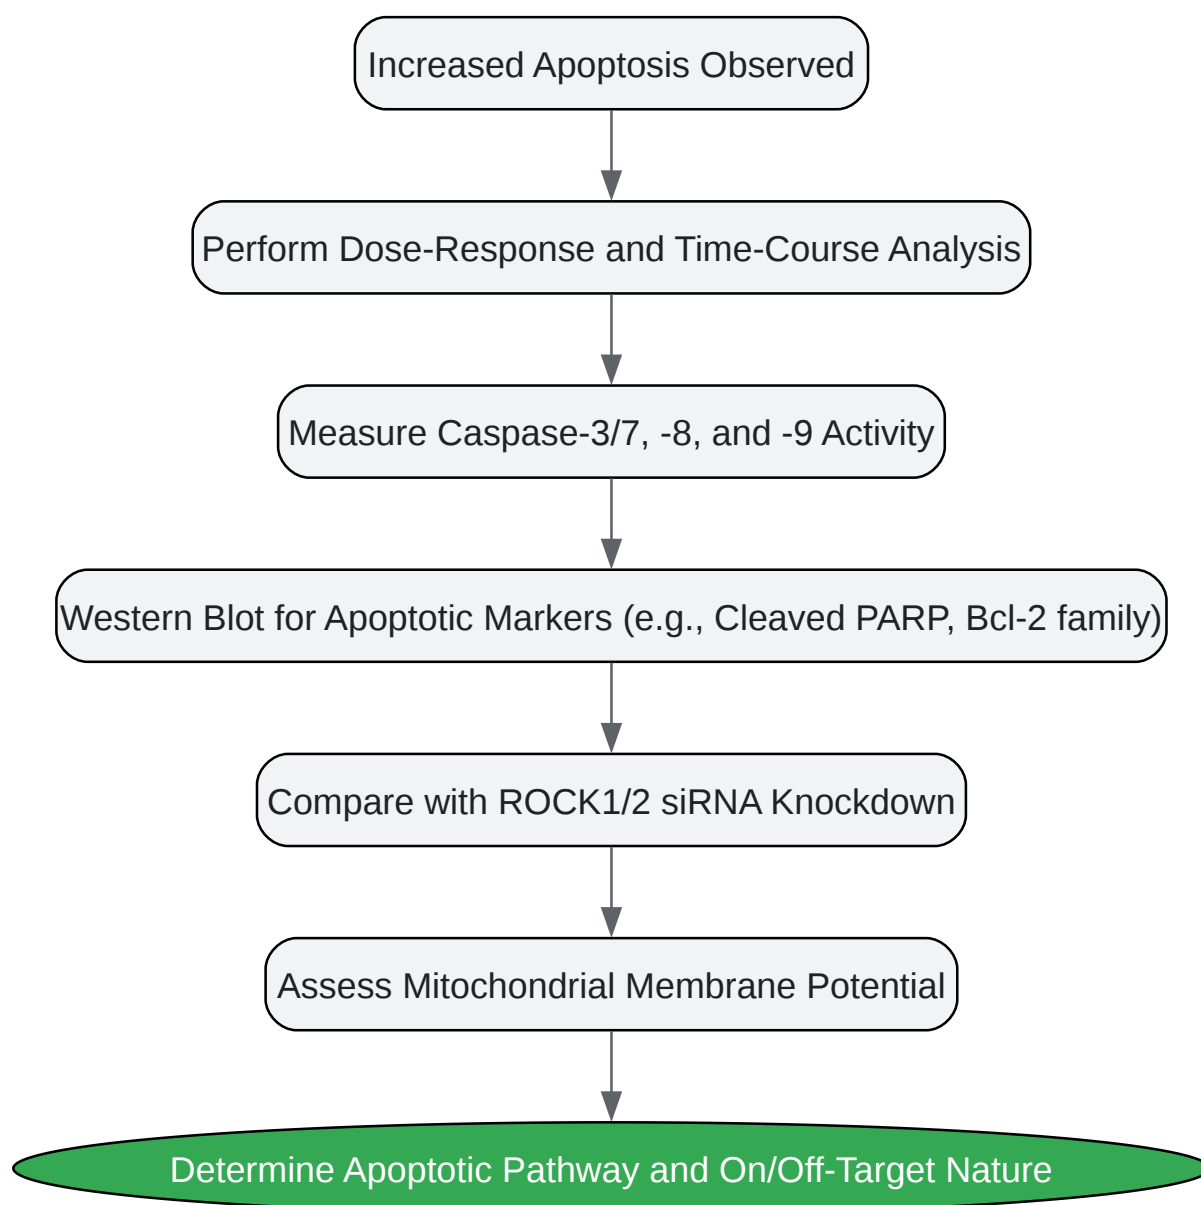 Increased Apoptosis Observed
Perform Dose-Response and Time-Course Analysis
Measure Caspase-3/7, -8, and -9 Activity
Western Blot for Apoptotic Markers (e.g., Cleaved PARP, Bcl-2 family)
Compare with ROCK1/2 siRNA Knockdown
Assess Mitochondrial Membrane Potential
Determine Apoptotic Pathway and On/Off-Target Nature